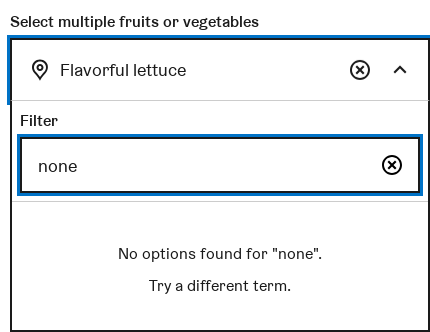 Select multiple fruits or vegetables
Flavorful lettuce
Filter
none
No options found for "none".
Try a different term.